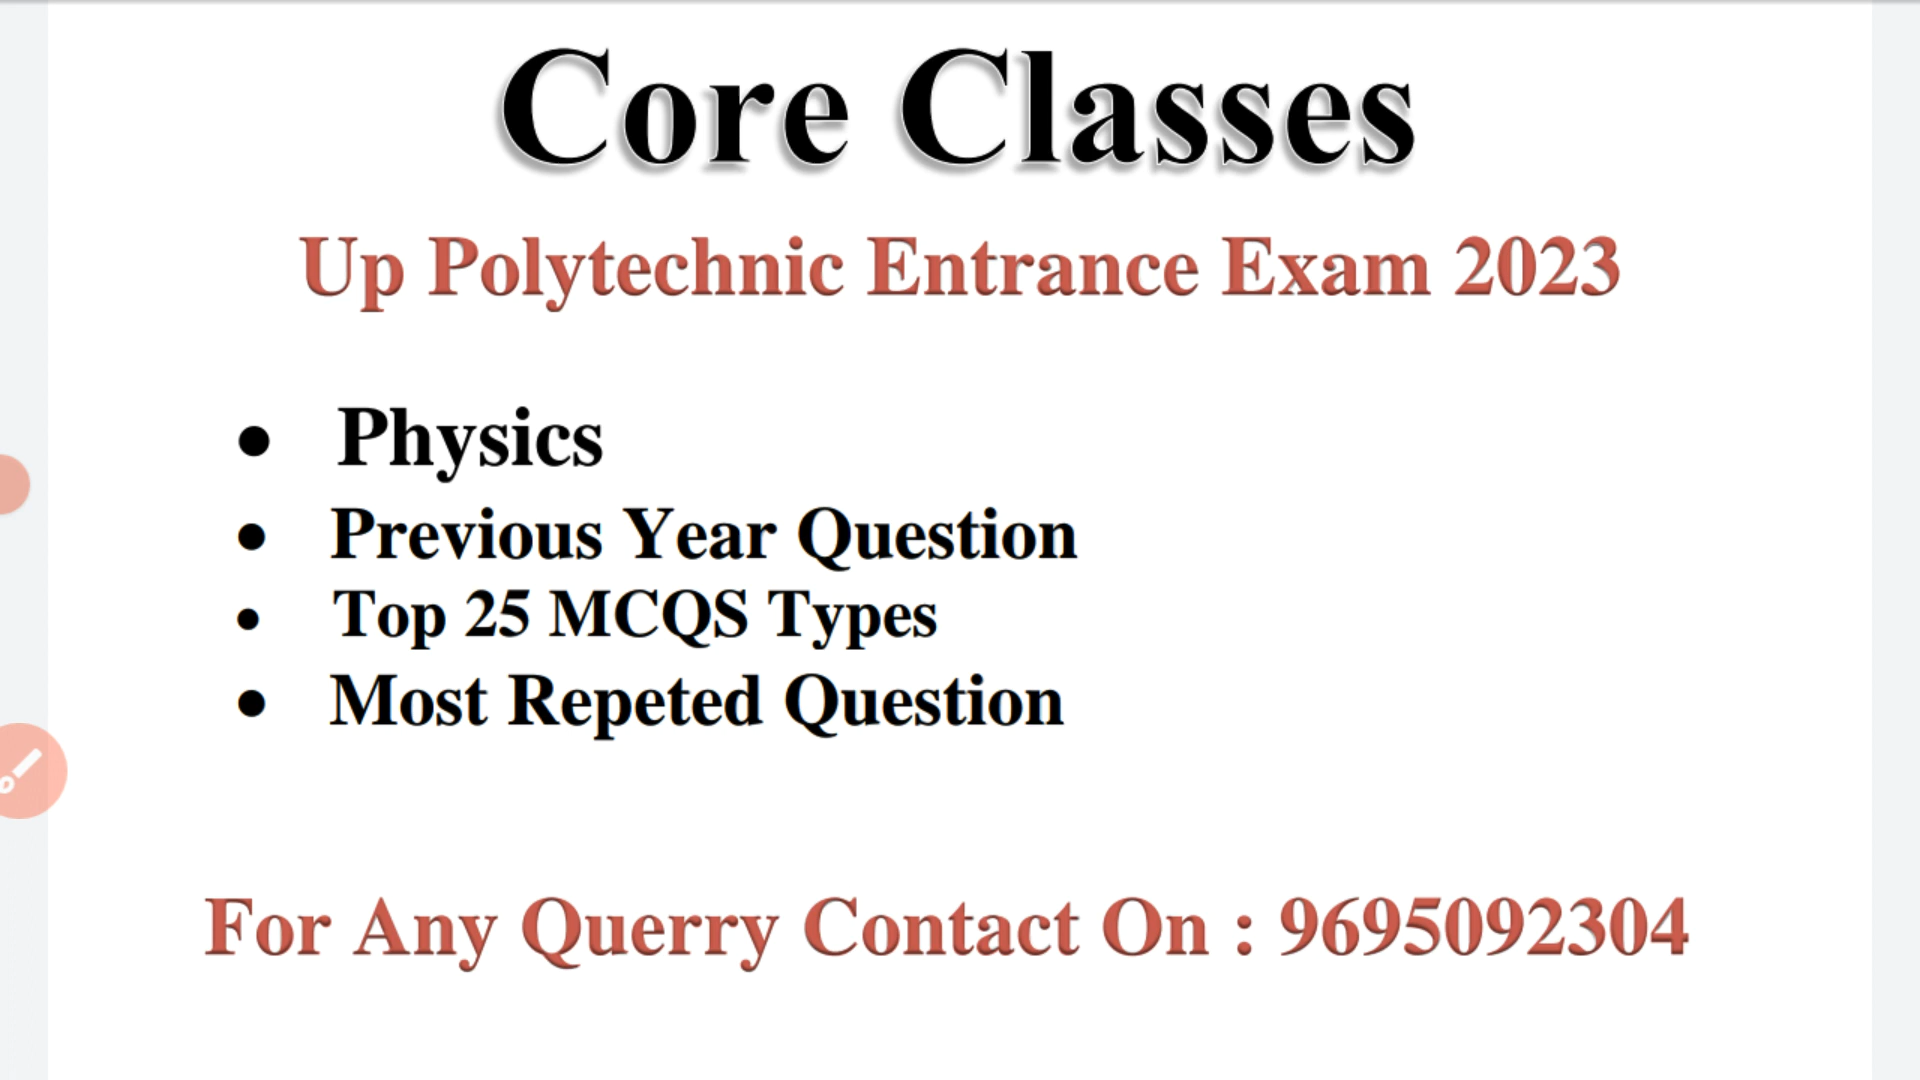 Core Classes
Up Polytechnic Entrance Exam 2023
• Physics
• Previous Year Question
• Top 25 MCQS Types
• Most Repeted Question
For Any Querry Contact On : 9695092304